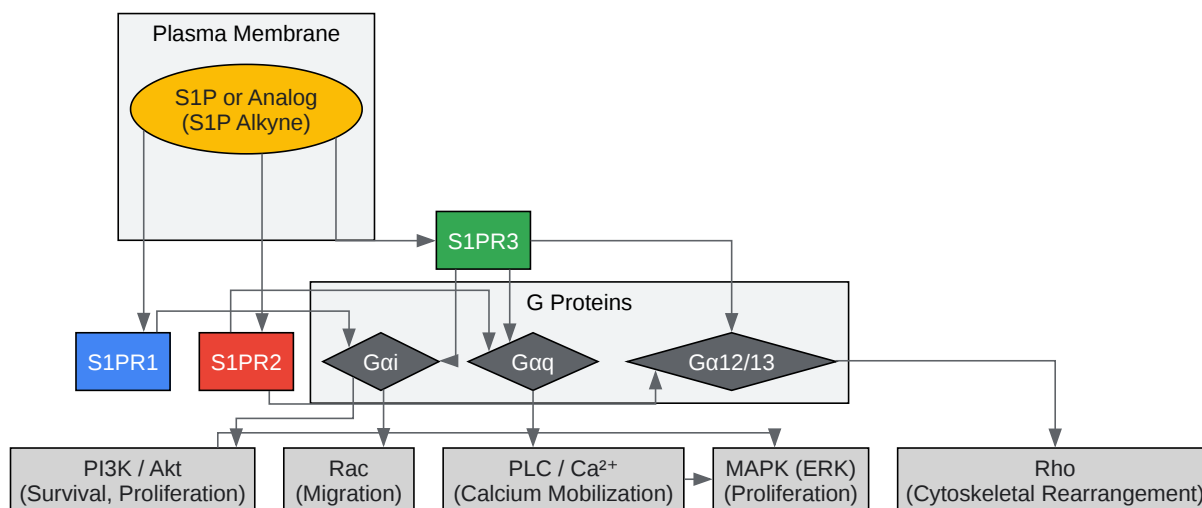 Plasma Membrane
S1P or Analog
(S1P Alkyne)
S1PR3
G Proteins
S1PR1
S1PR2
Gαi
Gαq
Gα12/13
PI3K / Akt
(Survival, Proliferation)
Rac
(Migration)
PLC / Ca²⁺
(Calcium Mobilization)
MAPK (ERK)
(Proliferation)
Rho
(Cytoskeletal Rearrangement)